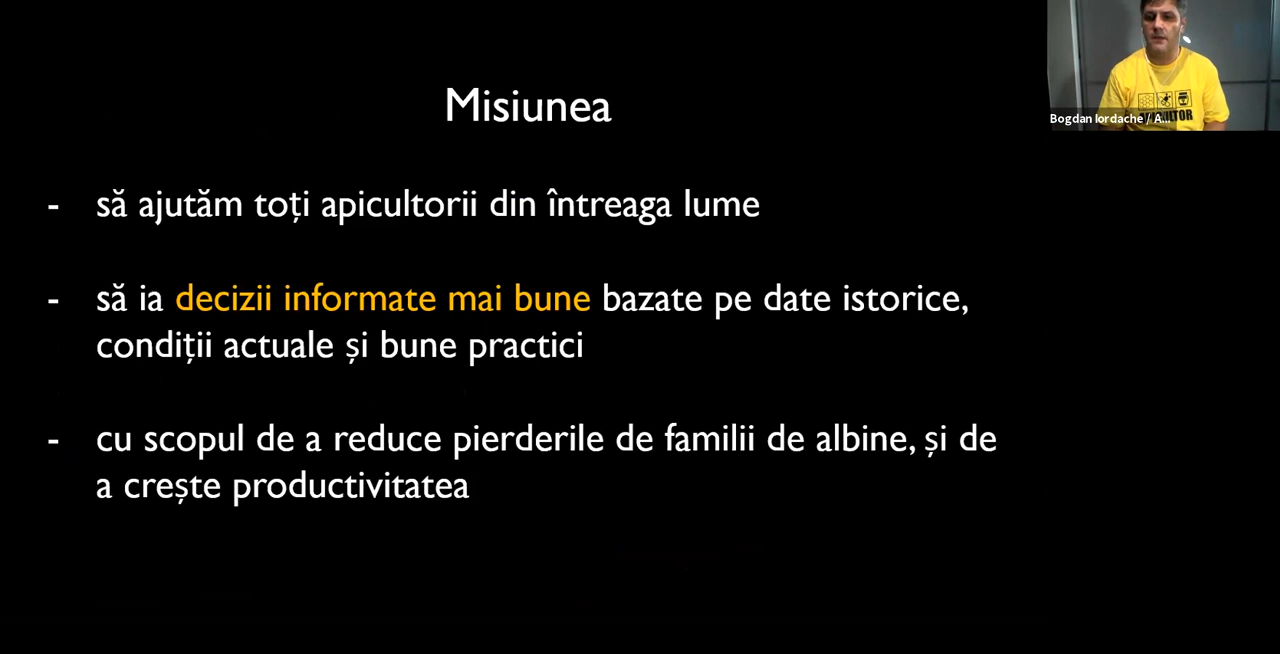 Misiunea
- să ajutăm toți apicultorii din întreaga lume
- să ia decizii informate mai bune bazate pe date istorice,
condiții actuale și bune practici
- cu scopul de a reduce pierderile de familii de albine, și de
a crește productivitatea
Bogdan Iordache / A...